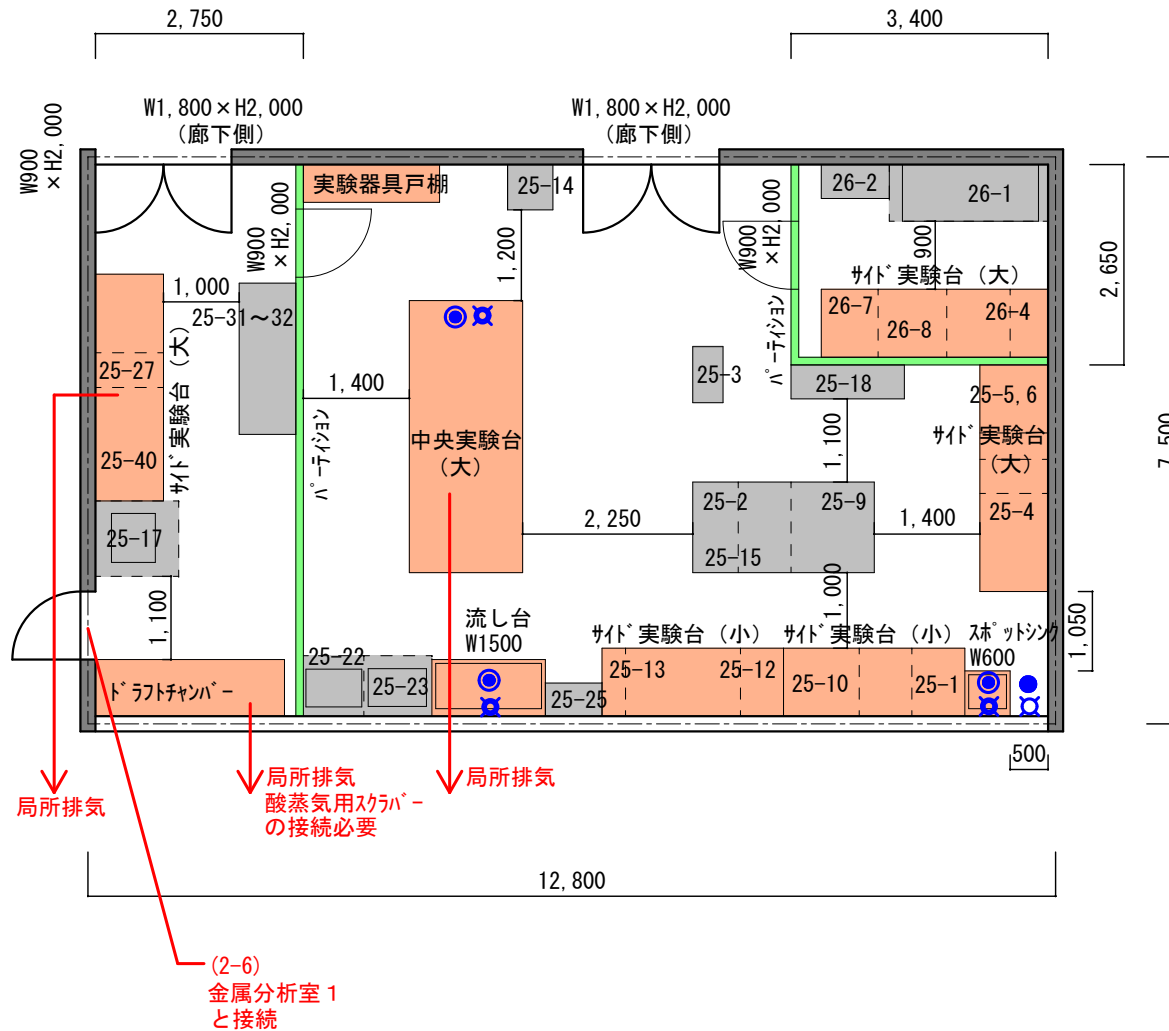 2,750
3,400
W1,800×H2,000
(廊下側)
W1,800×H2,000
(廊下側)
W900
×H2,000
実験器具戸棚
25-14
26-2
26-1
W900
×H2,000
W900
×H2,000
900
1,200
2,650
サイド実験台（大）
1,000
25-31～32
26-7
26-8
26-4
サイド実験台（大）
25-27
1,400
25-3
パーティション
25-18
25-5,6
パーティション
中央実験台
（大）
サイド実験台
（大）
1,100
25-40
25-2
25-9
25-4
7,500
25-17
2,250
1,400
25-15
1,100
1,000
流し台
W1500
サイド実験台（小）
サイド実験台（小）
スポットシンク
W600
1,050
25-22
25-23
25-13
25-12
25-10
25-1
ドラフトチャンバー
25-25
500
局所排気
局所排気
酸蒸気用スクラバー
の接続必要
局所排気
12,800
(2-6)
金属分析室１
と接続